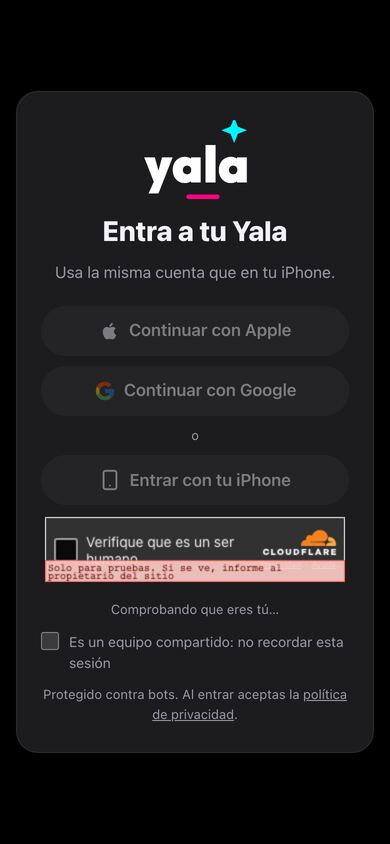 yala
Entra a tu Yala
Usa la misma cuenta que en tu iPhone.
Continuar con Apple
Continuar con Google
o
Entrar con tu iPhone
Verifique que es un ser
humano
CLOUDFLARE
Solo para pruebas. Si se ve, informe al
propietario del sitio
Comprobando que eres tú...
Es un equipo compartido: no recordar esta
sesión
Protegido contra bots. Al entrar aceptas la política
de privacidad.